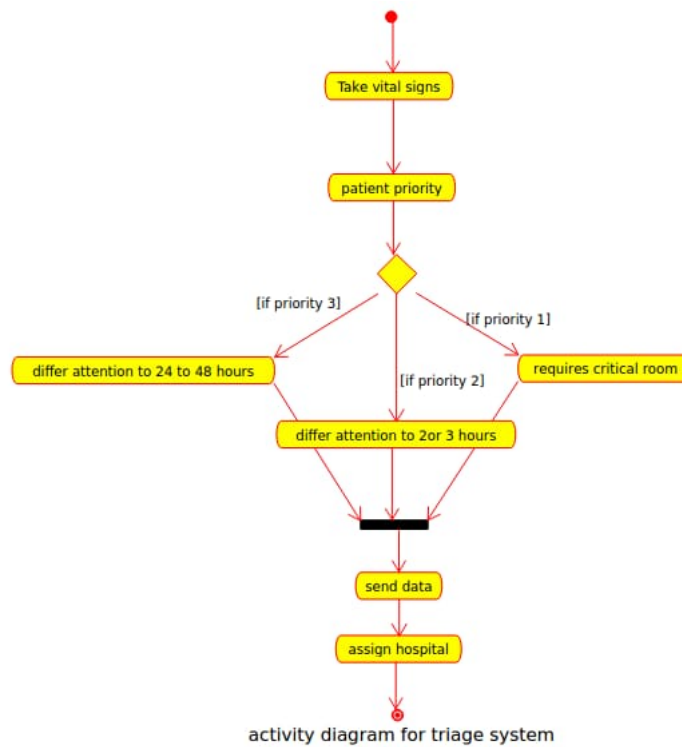 Take vital signs
patient priority
[if priority 3]
[if priority 1]
differ attention to 24 to 48 hours
requires critical room
[if priority 2]
differ attention to 2or 3 hours
send data
assign hospital
activity diagram for triage system